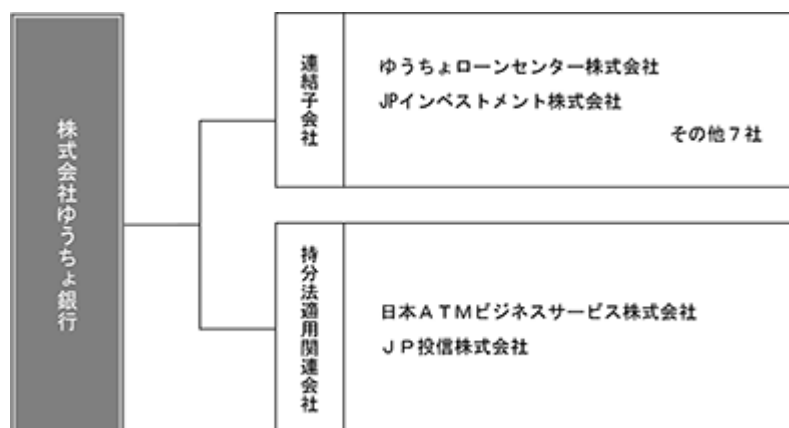 株式会社ゆうちょ銀行
連結子会社
ゆうちょローンセンター株式会社
JPインベストメント株式会社
その他7社
持分法適用関連会社
日本ATMビジネスサービス株式会社
JP投信株式会社